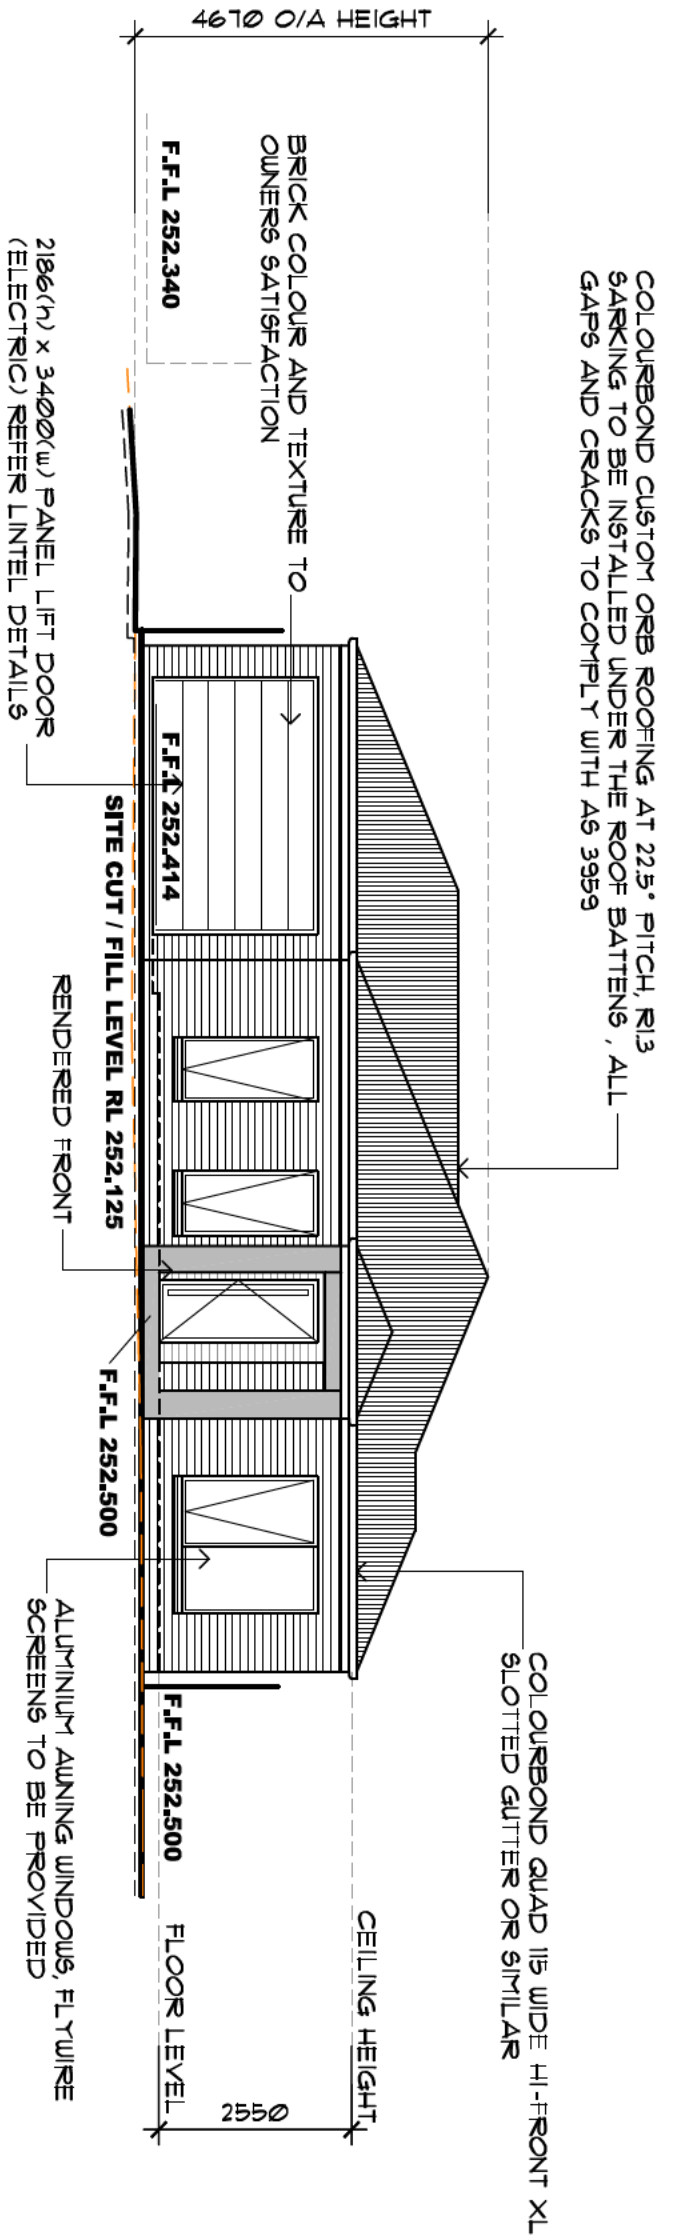 COLOURBOND CUSTOM ORB ROOFING AT 22.5° PITCH, R1.3
SARKING TO BE INSTALLED UNDER THE ROOF BATTENS , ALL
GAPS AND CRACKS TO COMPLY WITH AS 3959
COLOURBOND QUAD 115 WIDE HI-FRONT XL
SLOTTED GUTTER OR SIMILAR
4670 O/A HEIGHT
BRICK COLOUR AND TEXTURE TO
OWNERS SATISFACTION
CEILING HEIGHT
2550
FLOOR LEVEL
F.F.L 252.340
F.F.L 252.414
F.F.L 252.500
SITE CUT / FILL LEVEL RL 252.125
F.F.L 252.500
RENDERED FRONT
2186(h) x 3400(w) PANEL LIFT DOOR
(ELECTRIC) REFER LINTEL DETAILS
ALUMINIUM AWNING WINDOWS, FLYWIRE
SCREENS TO BE PROVIDED